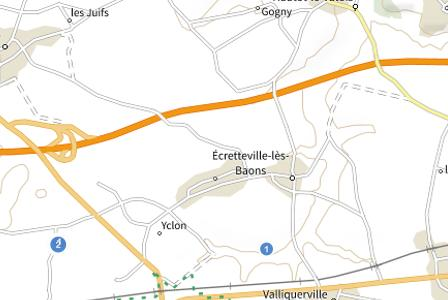 les Juifs
Gogny
Écretteville-lès-
Baons
Yclon
2
1
Valliquerville